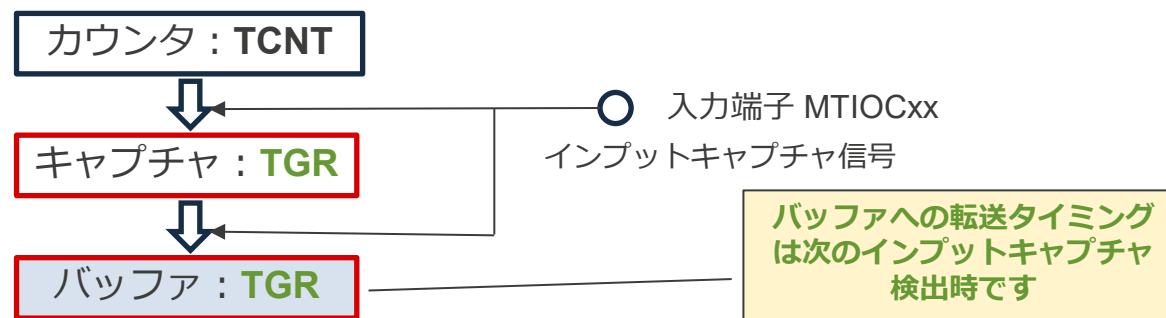 カウンタ:TCNT
入力端子 MTIOCxx
キャプチャ:TGR
インプットキャプチャ信号
バッファへの転送タイミング
は次のインプットキャプチャ
検出時です
バッファ:TGR